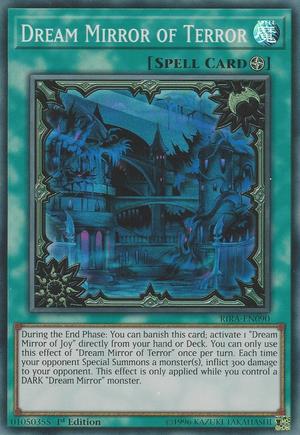 Dream Mirror of Terror
[Spell Card]
RIRA-EN090
During the End Phase: You can banish this card; activate 1 "Dream
Mirror of Joy" directly from your hand or Deck. You can only use
this effect of "Dream Mirror of Terror" once per turn. Each time
your opponent Special Summons a monster(s), inflict 300 damage
to your opponent. This effect is only applied while you control a
DARK "Dream Mirror" monster.
01050355 1st Edition ©1996 KAZUKI TAKAHASHI